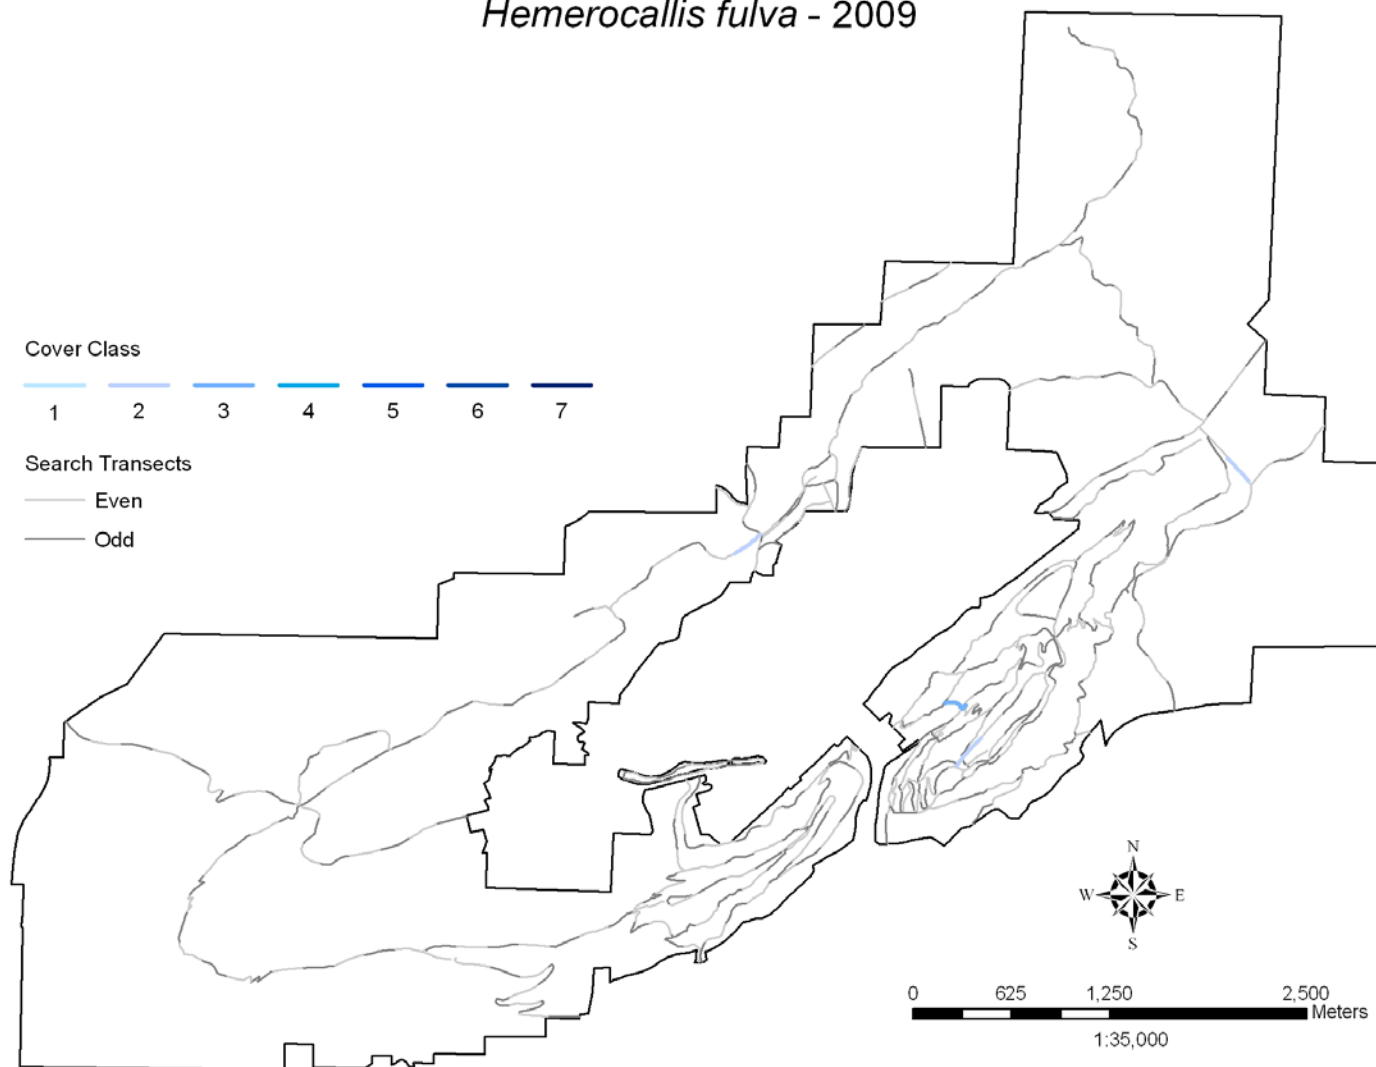 Hemerocallis fulva - 2009
Cover Class
1 2 3 4 5 6 7
Search Transects
Even
Odd
N
W E
S
0 625 1,250 2,500
Meters
1:35,000